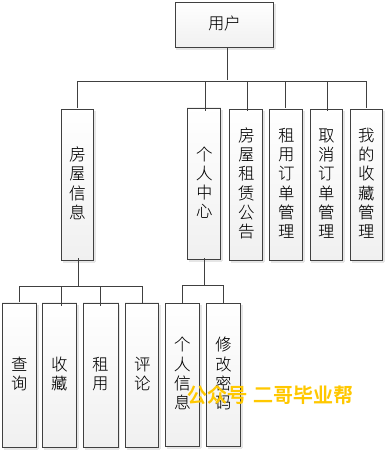 用户
房屋信息
个人中心
房屋租赁公告
租用订单管理
取消订单管理
我的收藏管理
查询
收藏
租用
评论
个人信息
修改密码
公众号 二哥毕业帮